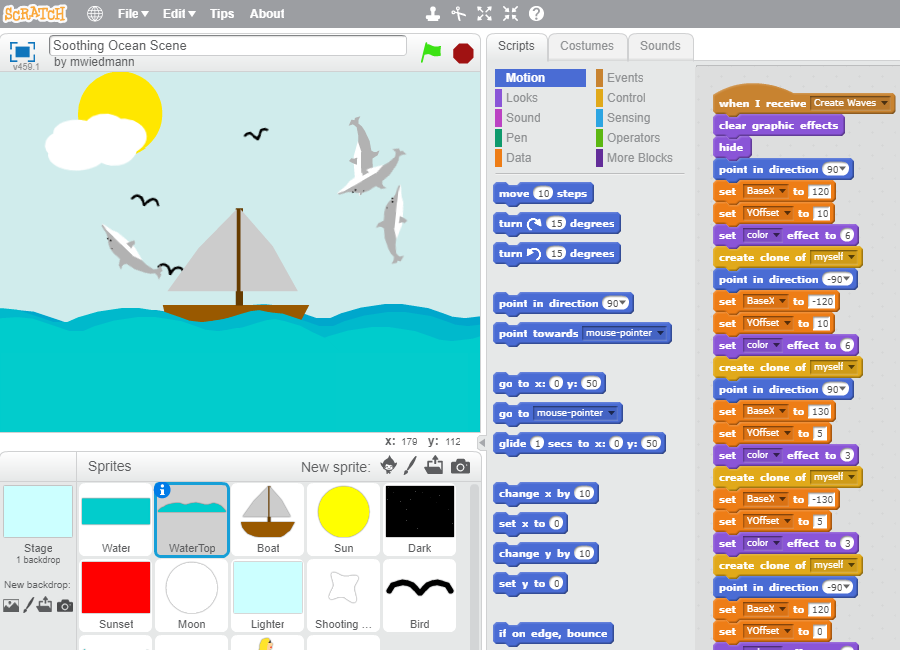 SCRATCH
File Edit Tips About
Soothing Ocean Scene
by mwiedmann
v459.1
x: 179 y: 112
Sprites
New sprite:
Stage
1 backdrop
New backdrop:
Water
WaterTop
Boat
Sun
Dark
Sunset
Moon
Lighter
Shooting ...
Bird
Scripts
Costumes
Sounds
Motion
Looks
Sound
Pen
Data
Events
Control
Sensing
Operators
More Blocks
move 10 steps
turn 15 degrees
turn 15 degrees
point in direction 90
point towards mouse-pointer
go to x: 0 y: 50
go to mouse-pointer
glide 1 secs to x: 0 y: 50
change x by 10
set x to 0
change y by 10
set y to 0
if on edge, bounce
when I receive Create Waves
clear graphic effects
hide
point in direction 90
set BaseX to 120
set YOffset to 10
set color effect to 6
create clone of myself
point in direction -90
set BaseX to -120
set YOffset to 10
set color effect to 6
create clone of myself
point in direction 90
set BaseX to 130
set YOffset to 5
set color effect to 3
create clone of myself
set BaseX to -130
set YOffset to 5
set color effect to 3
create clone of myself
point in direction -90
set BaseX to 120
set YOffset to 0